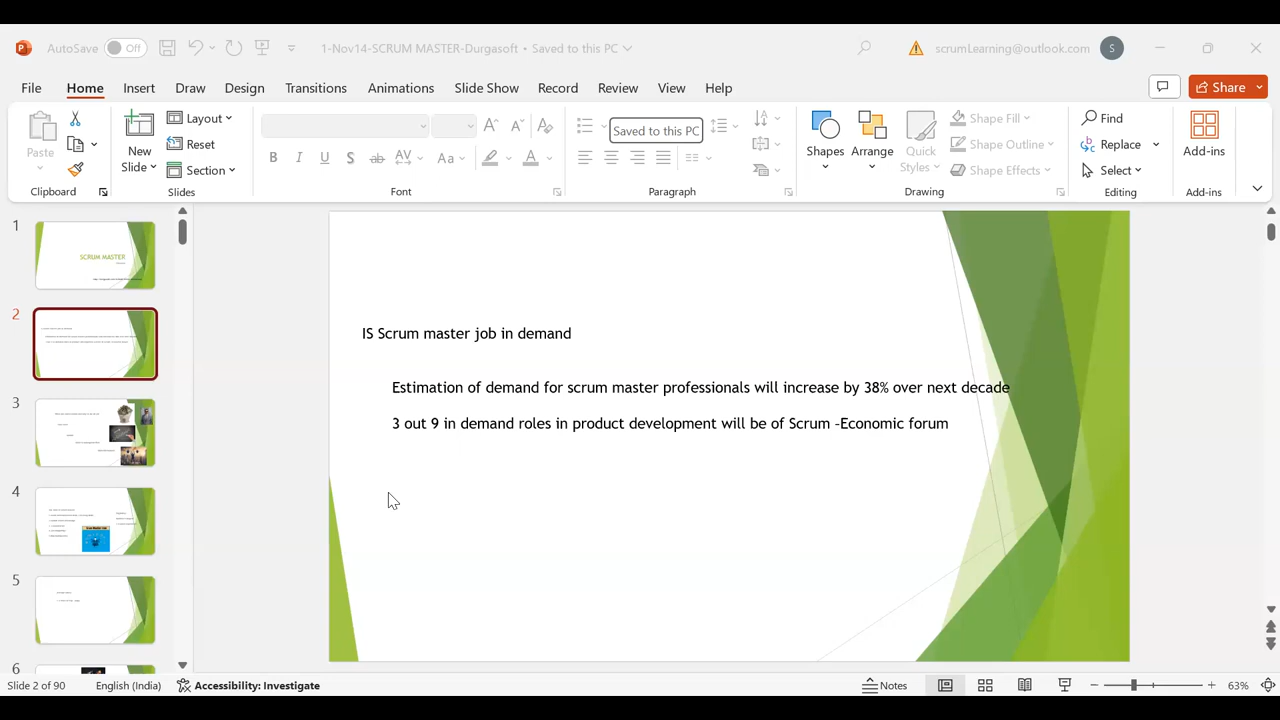 AutoSave Off 1-Nov14-SCRUM MASTER-Durgasoft • Saved to this PC scrumLearning@outlook.com S
File Home Insert Draw Design Transitions Animations Slide Show Record Review View Help Share
Paste
Clipboard
New
Slide
Layout
Reset
Section
Slides
B I U S ab AV Aa A
Font
Saved to this PC
Paragraph
Shapes
Arrange
Quick
Styles
Shape Fill
Shape Outline
Shape Effects
Drawing
Find
Replace
Select
Editing
Add-ins
Add-ins
1
SCRUM MASTER
2
3
4
5
6
IS Scrum master job in demand
Estimation of demand for scrum master professionals will increase by 38% over next decade
3 out 9 in demand roles in product development will be of Scrum -Economic forum
Slide 2 of 90 English (India) Accessibility: Investigate Notes 63%